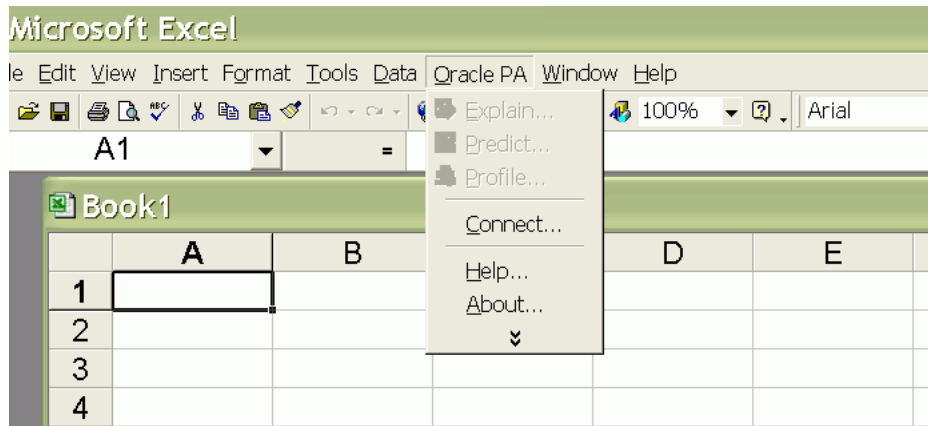 Microsoft Excel
le Edit View Insert Format Tools Data Oracle PA Window Help
ABC 100% ? Arial
A1 =
Explain...
Predict...
Profile...
Connect...
Help...
About...
Book1
A B D E
1
2
3
4